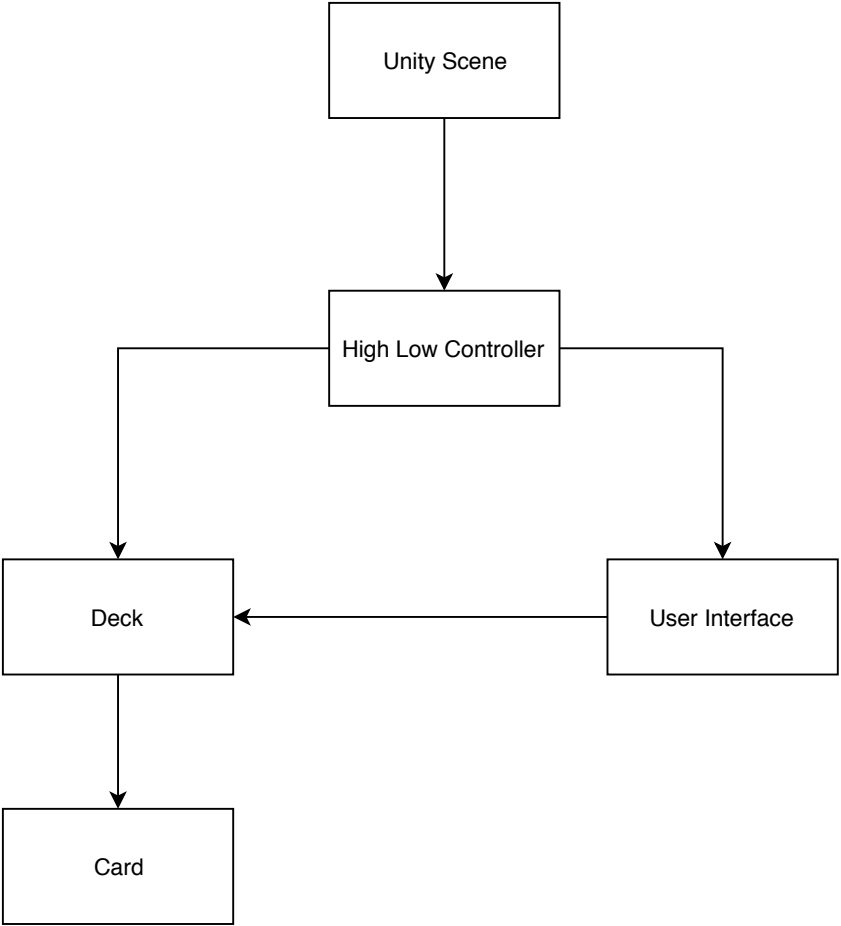 Unity Scene
High Low Controller
Deck
User Interface
Card